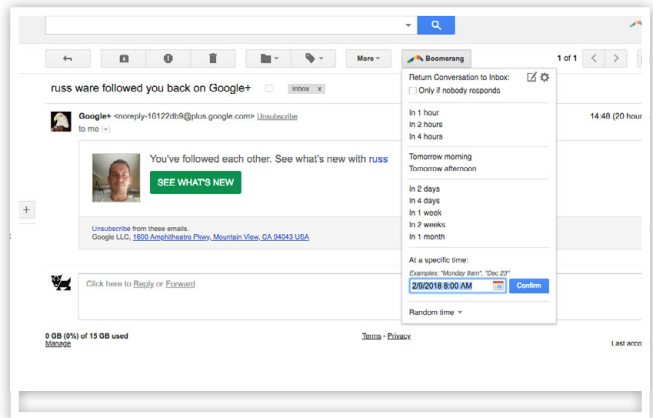 More
Boomerang
1 of 1
russ ware followed you back on Google+
Inbox x
Google+ <noreply-16122db9@plus.google.com> Unsubscribe
to me
14:48 (20 hour
You've followed each other. See what's new with russ
SEE WHAT'S NEW
Unsubscribe from these emails.
Google LLC, 1600 Amphitheatre Pkwy, Mountain View, CA 94043 USA
Click here to Reply or Forward
0 GB (0%) of 15 GB used
Manage
Terms - Privacy
Last acco
Return Conversation to Inbox:
Only if nobody responds
In 1 hour
In 2 hours
In 4 hours
Tomorrow morning
Tomorrow afternoon
In 2 days
In 4 days
In 1 week
In 2 weeks
In 1 month
At a specific time:
Examples: "Monday 9am", "Dec 23"
2/9/2018 8:00 AM
Confirm
Random time